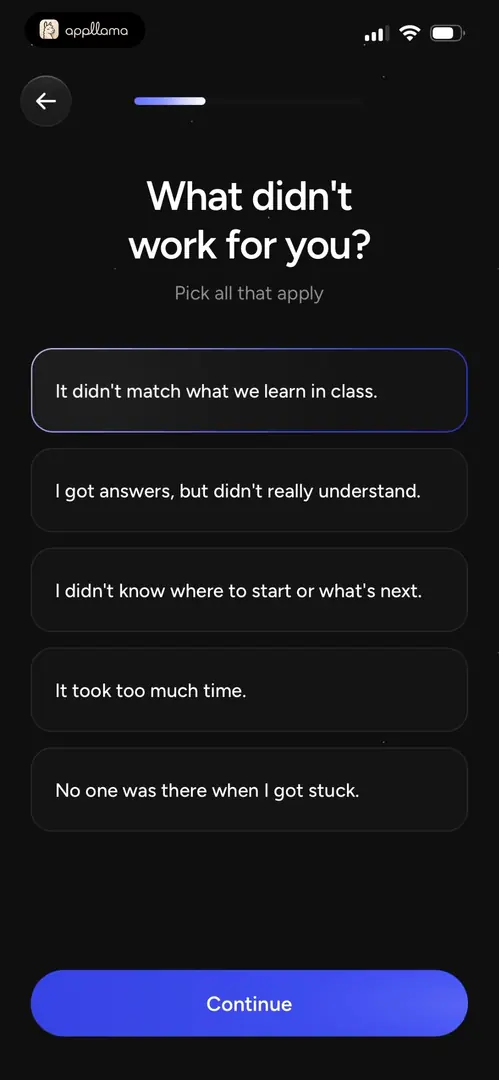 appllama
What didn't
work for you?
Pick all that apply
It didn't match what we learn in class.
I got answers, but didn't really understand.
I didn't know where to start or what's next.
It took too much time.
No one was there when I got stuck.
Continue